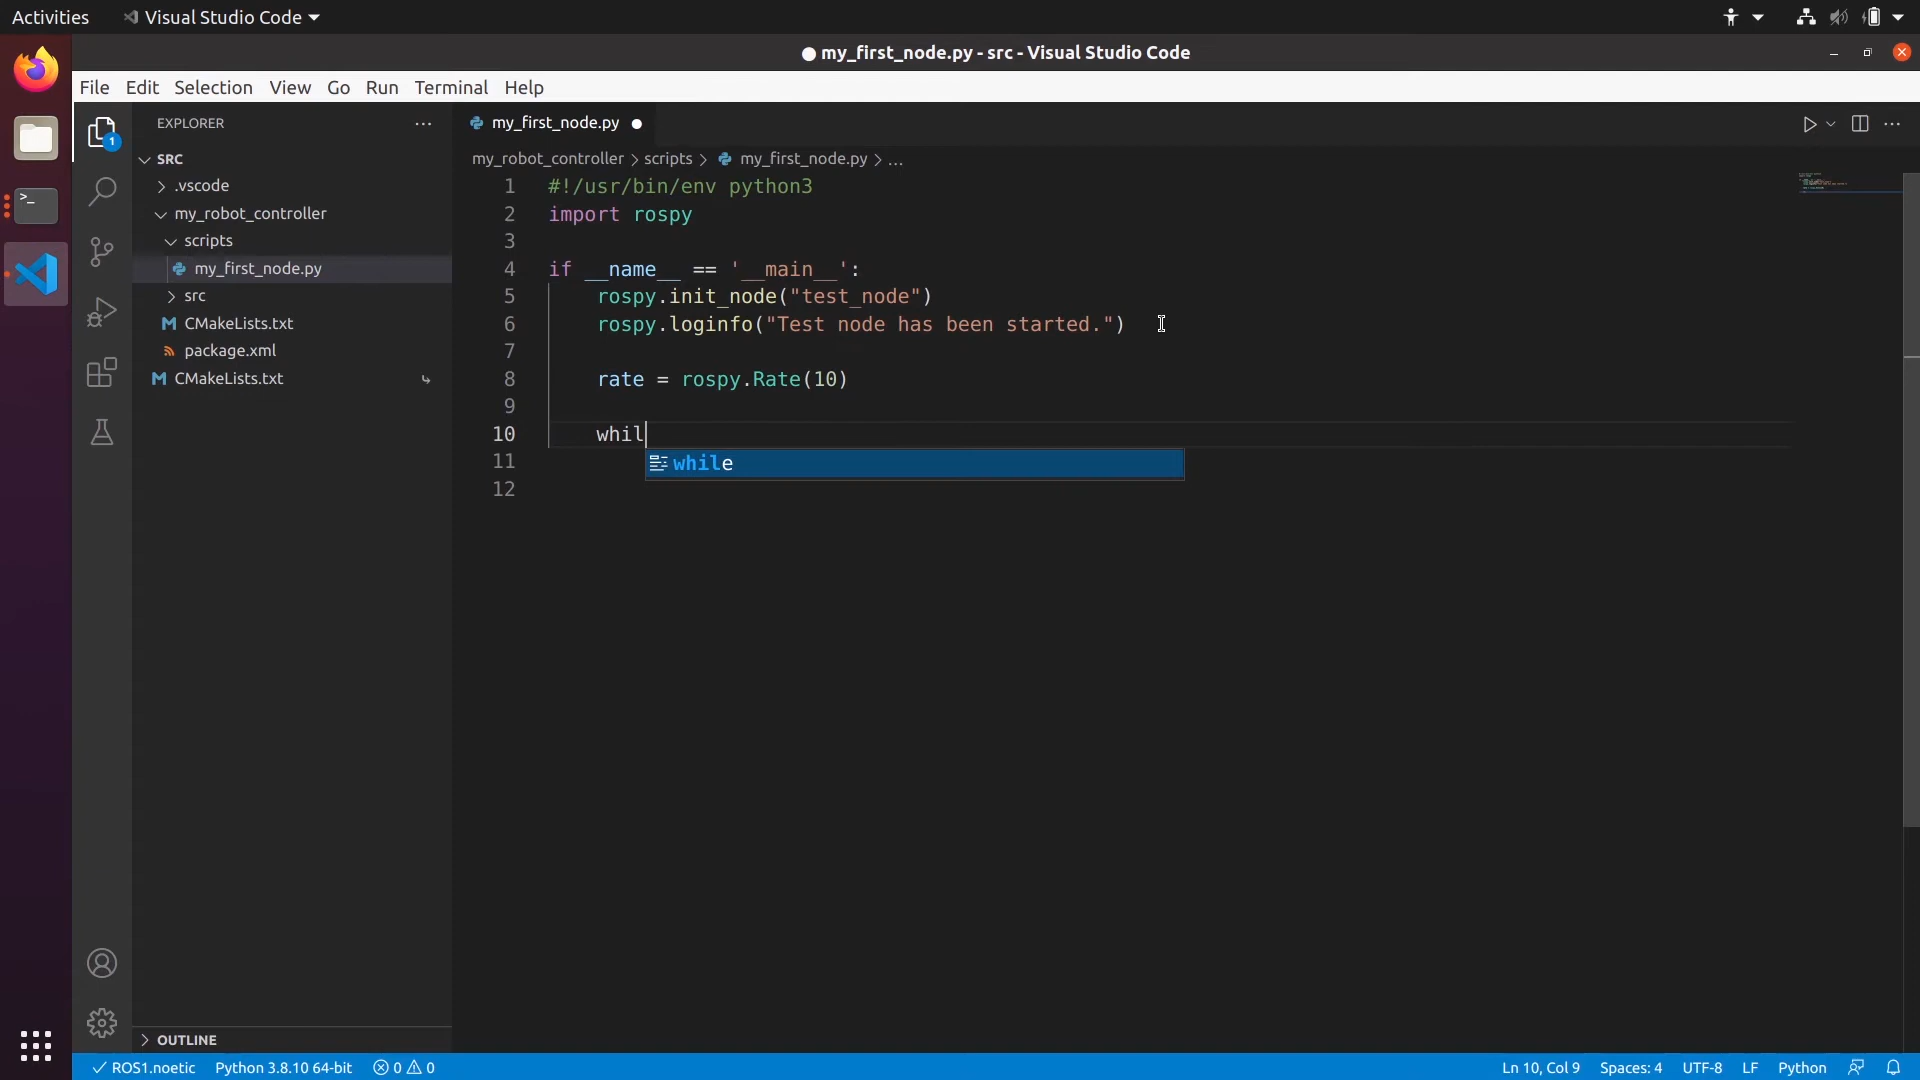 Activities
Visual Studio Code
my_first_node.py - src - Visual Studio Code
File Edit Selection View Go Run Terminal Help
EXPLORER
1
SRC
.vscode
my_robot_controller
scripts
my_first_node.py
src
CMakeLists.txt
package.xml
CMakeLists.txt
OUTLINE
my_first_node.py
my_robot_controller > scripts > my_first_node.py > ...
1 #!/usr/bin/env python3
2 import rospy
3
4 if __name__ == '__main__':
5 rospy.init_node("test_node")
6 rospy.loginfo("Test node has been started.")
7
8 rate = rospy.Rate(10)
9
10 whil
while
11
12
ROS1.noetic Python 3.8.10 64-bit 0 0 Ln 10, Col 9 Spaces: 4 UTF-8 LF Python